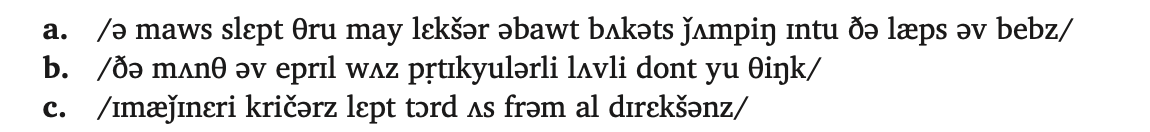 a. /ə maws slɛpt θru may lɛkšər əbawt bʌkəts ǰʌmpiŋ ɪntu ðə læps əv bebz/
b. /ðə mʌnθ əv eprɪl wʌz pṛtɪkyulərli lʌvli dont yu θiŋk/
c. /ɪmæǰɪnɛri kričərz lɛpt tɔrd ʌs frəm al dɪrɛkšənz/